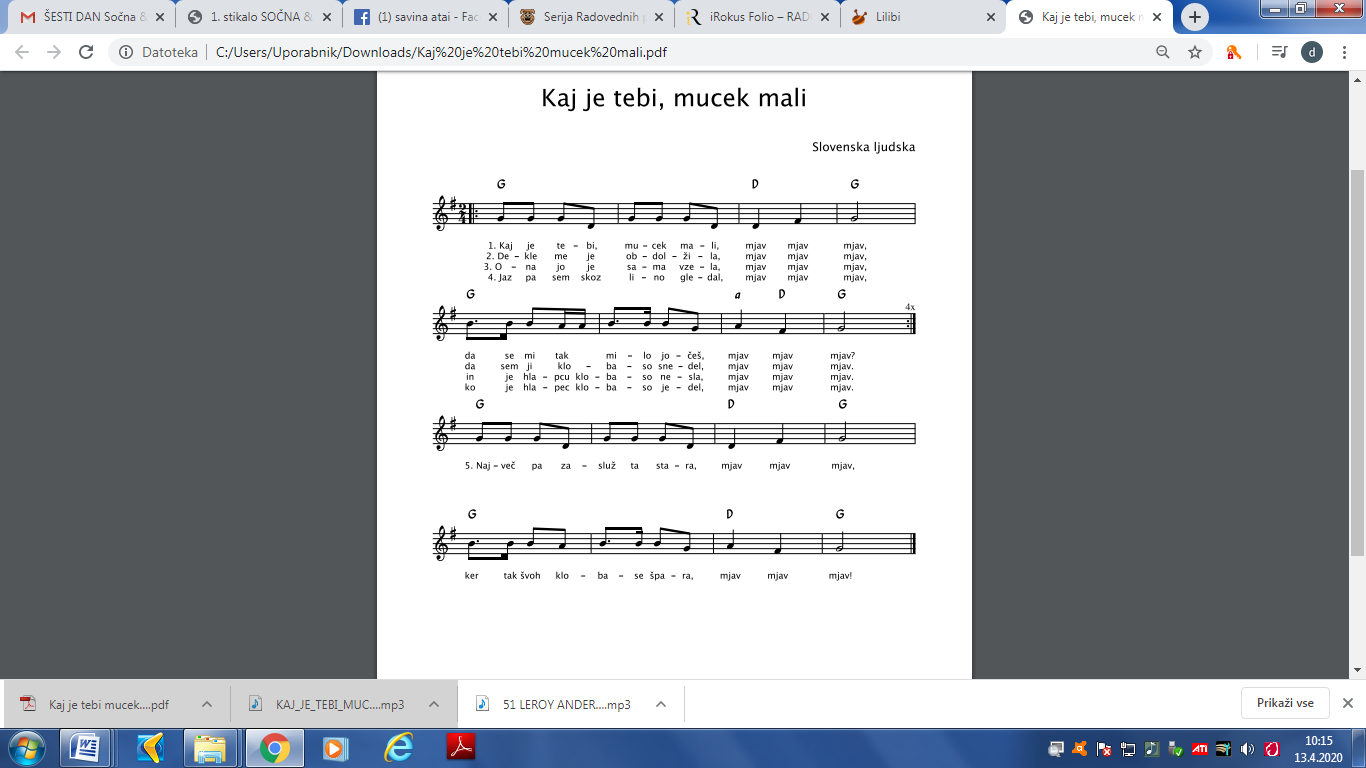 ŠESTI DAN Sočna &
1. stikalo SOČNA &
(1) savina atai - Fac
Serija Radovednih p
iRokus Folio – RAD
Lilibi
Kaj je tebi, mucek m
Datoteka
C:/Users/Uporabnik/Downloads/Kaj%20je%20tebi%20mucek%20mali.pdf
d
Kaj je tebi, mucek mali
Slovenska ljudska
G D G
1. Kaj je te - bi, mu - cek ma - li, mjav mjav mjav,
2. De - kle me je ob - dol - ži - la, mjav mjav mjav,
3. O - na jo je sa - ma vze - la, mjav mjav mjav,
4. Jaz pa sem skoz li - no gle - dal, mjav mjav mjav,
G a D G
4x
da se mi tak mi - lo jo - češ, mjav mjav mjav?
da sem ji klo - ba - so sne - del, mjav mjav mjav.
in je hla - pcu klo - ba - so ne - sla, mjav mjav mjav.
ko je hla - pec klo - ba - so je - del, mjav mjav mjav.
G D G
5. Naj - več pa za - služ ta sta - ra, mjav mjav mjav,
G D G
ker tak švoh klo - ba - se špa - ra, mjav mjav mjav!
Kaj je tebi mucek....pdf
KAJ_JE_TEBI_MUC....mp3
51 LEROY ANDER....mp3
Prikaži vse
ATI
10:15
13.4.2020